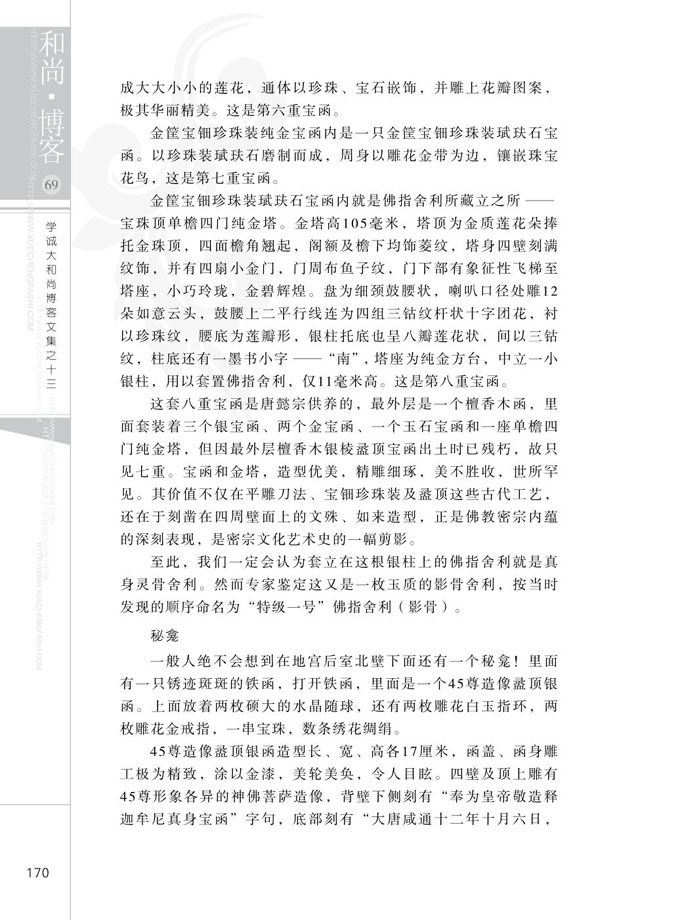 和尚·博客
69
学诚大和尚博客文集之十三
成大大小小的莲花，通体以珍珠、宝石嵌饰，并雕上花瓣图案，
极其华丽精美。这是第六重宝函。
金筐宝钿珍珠装纯金宝函内是一只金筐宝钿珍珠装珷玞石宝
函。以珍珠装珷玞石磨制而成，周身以雕花金带为边，镶嵌珠宝
花鸟，这是第七重宝函。
金筐宝钿珍珠装珷玞石宝函内就是佛指舍利所藏立之所 ——
宝珠顶单檐四门纯金塔。金塔高105毫米，塔顶为金质莲花朵捧
托金珠顶，四面檐角翘起，阁额及檐下均饰菱纹，塔身四壁刻满
纹饰，并有四扇小金门，门周布鱼子纹，门下部有象征性飞梯至
塔座，小巧玲珑，金碧辉煌。盘为细颈鼓腰状，喇叭口径处雕12
朵如意云头，鼓腰上二平行线连为四组三钴纹杆状十字团花，衬
以珍珠纹，腰底为莲瓣形，银柱托底也呈八瓣莲花状，间以三钴
纹，柱底还有一墨书小字 ——“南”，塔座为纯金方台，中立一小
银柱，用以套置佛指舍利，仅11毫米高。这是第八重宝函。
这套八重宝函是唐懿宗供养的，最外层是一个檀香木函，里
面套装着三个银宝函、两个金宝函、一个玉石宝函和一座单檐四
门纯金塔，但因最外层檀香木银棱盝顶宝函出土时已残朽，故只
见七重。宝函和金塔，造型优美，精雕细琢，美不胜收，世所罕
见。其价值不仅在平雕刀法、宝钿珍珠装及盝顶这些古代工艺，
还在于刻凿在四周壁面上的文殊、如来造型，正是佛教密宗内蕴
的深刻表现，是密宗文化艺术史的一幅剪影。
至此，我们一定会认为套立在这根银柱上的佛指舍利就是真
身灵骨舍利。然而专家鉴定这又是一枚玉质的影骨舍利，按当时
发现的顺序命名为“特级一号”佛指舍利（影骨）。
秘龛
一般人绝不会想到在地宫后室北壁下面还有一个秘龛！里面
有一只锈迹斑斑的铁函，打开铁函，里面是一个45尊造像盝顶银
函。上面放着两枚硕大的水晶随球，还有两枚雕花白玉指环，两
枚雕花金戒指，一串宝珠，数条绣花绸绢。
45尊造像盝顶银函造型长、宽、高各17厘米，函盖、函身雕
工极为精致，涂以金漆，美轮美奂，令人目眩。四壁及顶上雕有
45尊形象各异的神佛菩萨造像，背壁下侧刻有“奉为皇帝敬造释
迦牟尼真身宝函”字句，底部刻有“大唐咸通十二年十月六日，
170